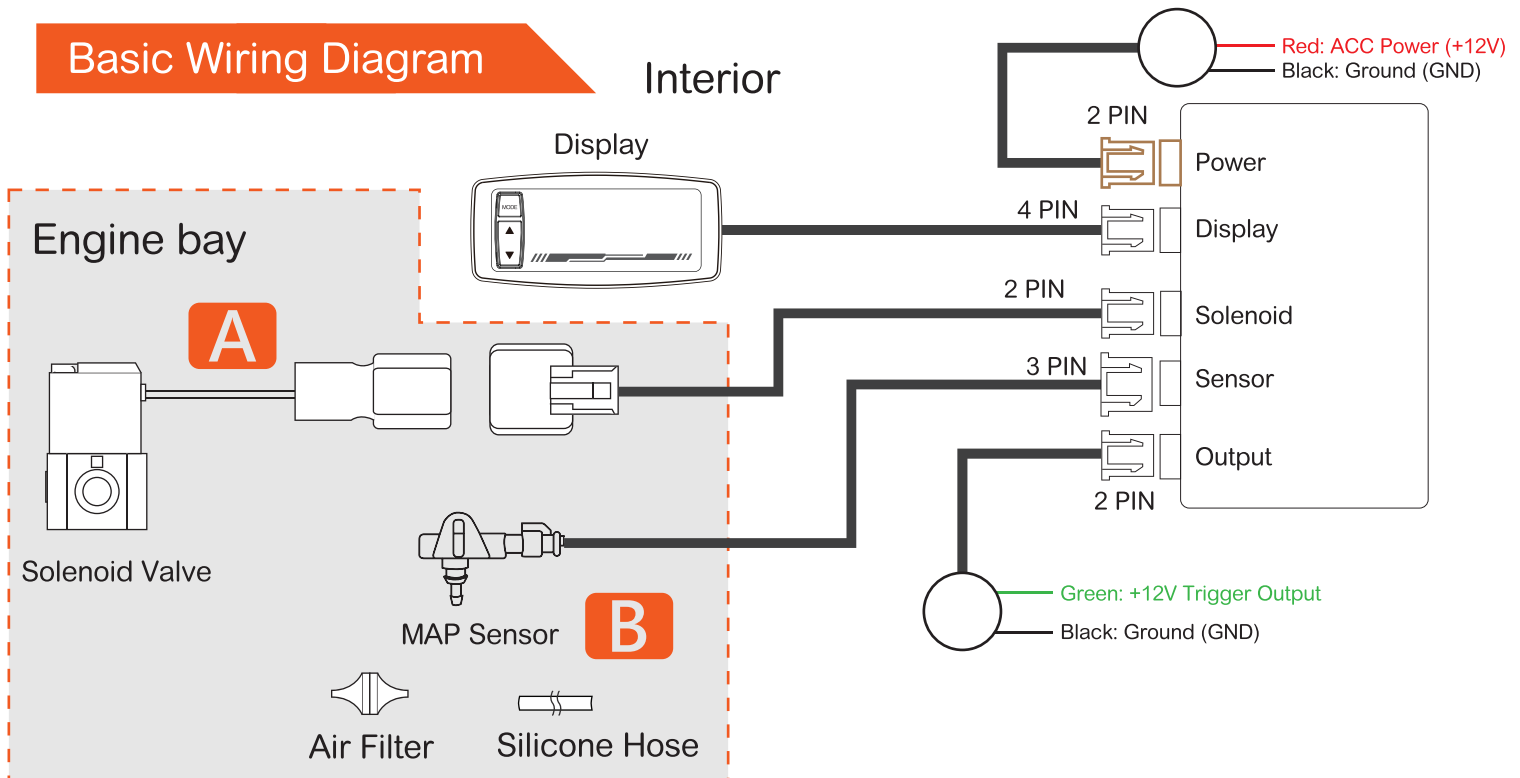 Basic Wiring Diagram
Interior
Red: ACC Power (+12V)
Black: Ground (GND)
2 PIN
Power
Display
MODE
4 PIN
Display
Engine bay
A
2 PIN
Solenoid
3 PIN
Sensor
Output
2 PIN
Solenoid Valve
MAP Sensor
B
Green: +12V Trigger Output
Black: Ground (GND)
Air Filter
Silicone Hose